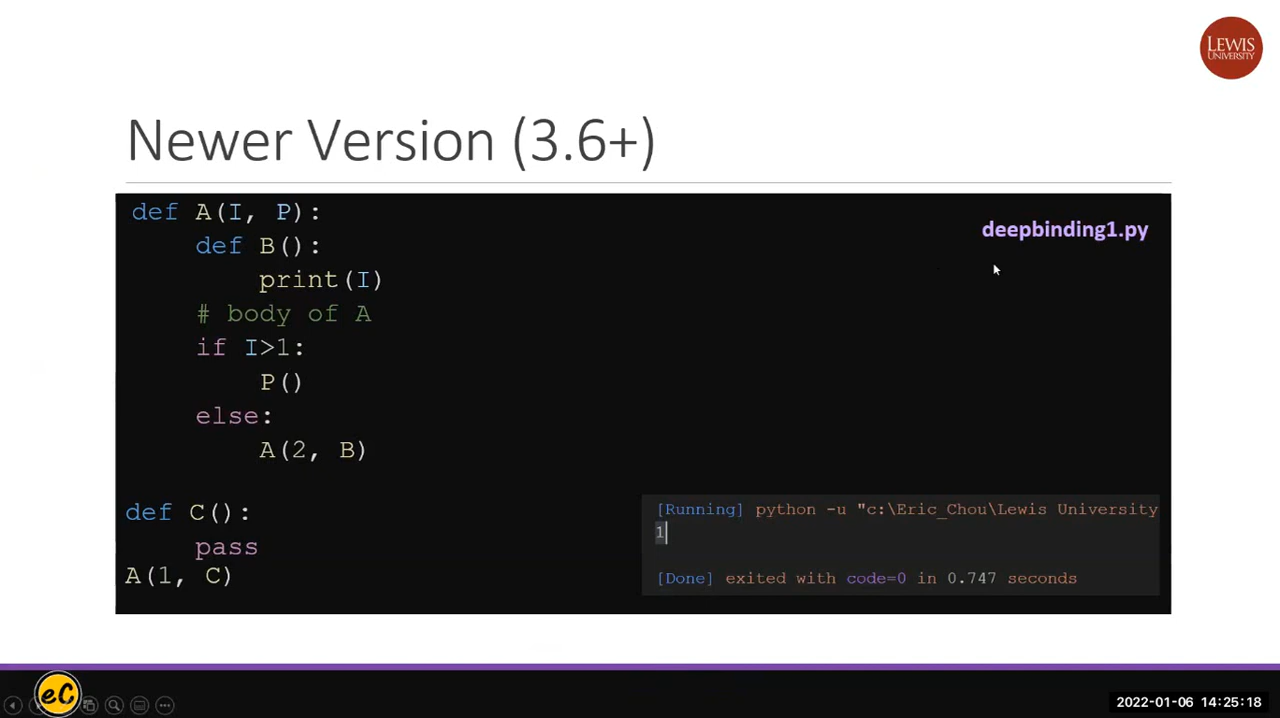 LEWIS
UNIVERSITY
Newer Version (3.6+)
def A(I, P):
    def B():
        print(I)
    # body of A
    if I>1:
        P()
    else:
        A(2, B)
def C():
    pass
A(1, C)
deepbinding1.py
[Running] python -u "c:\Eric_Chou\Lewis University
1
[Done] exited with code=0 in 0.747 seconds
eC
2022-01-06 14:25:18